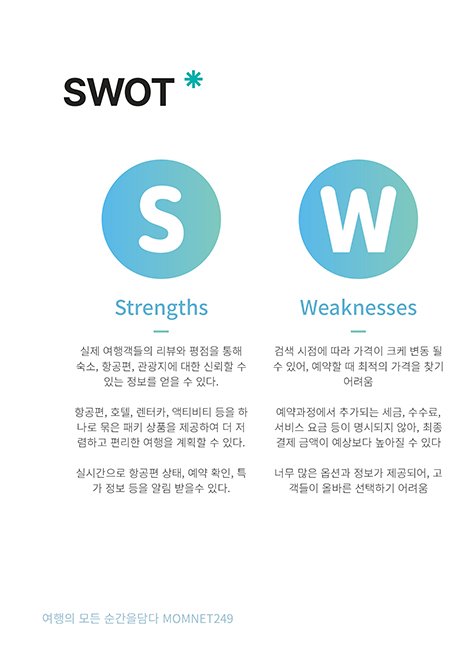 SWOT *
S
Strengths
실제 여행객들의 리뷰와 평점을 통해
숙소, 항공편, 관광지에 대한 신뢰할 수
있는 정보를 얻을 수 있다.
항공편, 호텔, 렌터카, 액티비티 등을 하
나로 묶은 패키 상품을 제공하여 더 저
렴하고 편리한 여행을 계획할 수 있다.
실시간으로 항공편 상태, 예약 확인, 특
가 정보 등을 알림 받을수 있다.
W
Weaknesses
검색 시점에 따라 가격이 크케 변동 될
수 있어, 예약할 때 최적의 가격을 찾기
어려움
예약과정에서 추가되는 세금, 수수료,
서비스 요금 등이 명시되지 않아, 최종
결제 금액이 예상보다 높아질 수 있다
너무 많은 옵션과 정보가 제공되어, 고
객들이 올바른 선택하기 어려움
여행의 모든 순간을담다 MOMNET249